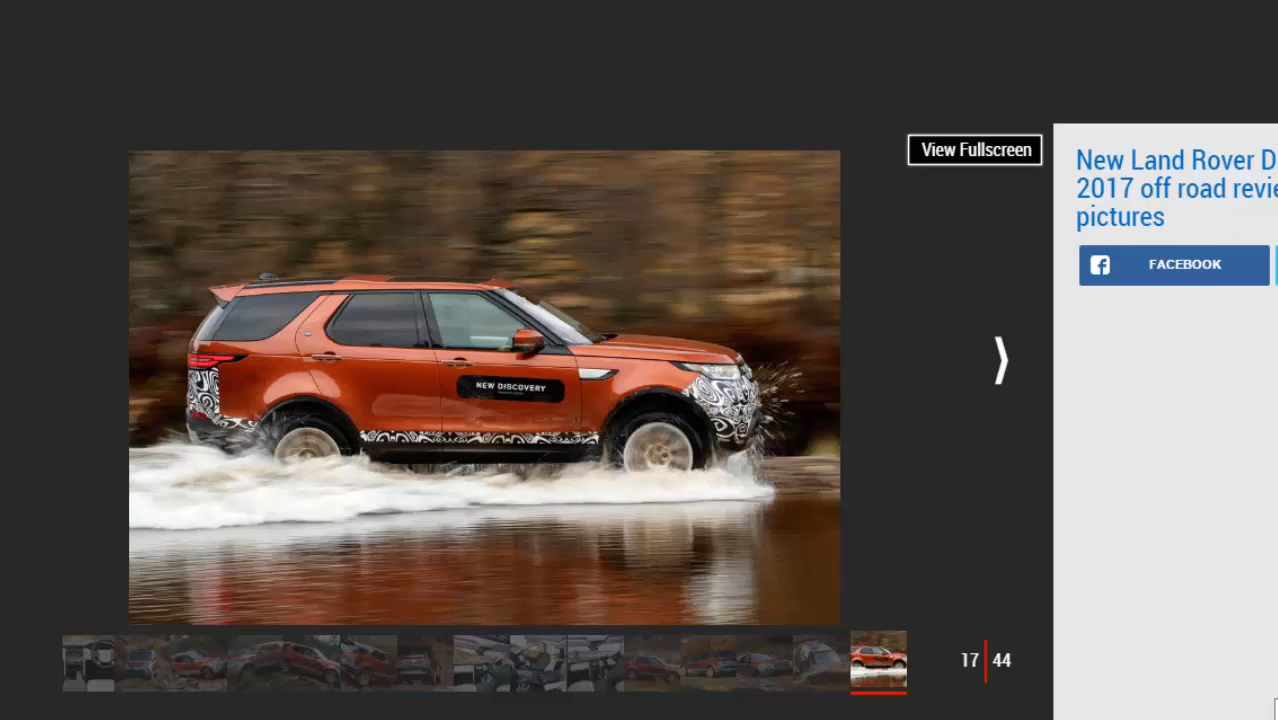 View Fullscreen
New Land Rover D
2017 off road revie
pictures
FACEBOOK
NEW DISCOVERY
17 44